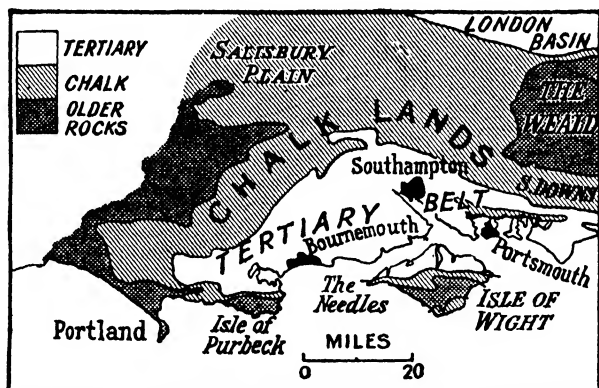 TERTIARY
CHALK
OLDER
ROCKS
LONDON
BASIN
SALISBURY
PLAIN
THE
WEALD
CHALK LANDS
S. DOWNS
Southampton
TERTIARY BELT
Bournemouth
Portsmouth
The
Needles
ISLE OF
WIGHT
Portland
Isle of
Purbeck
MILES
0 20